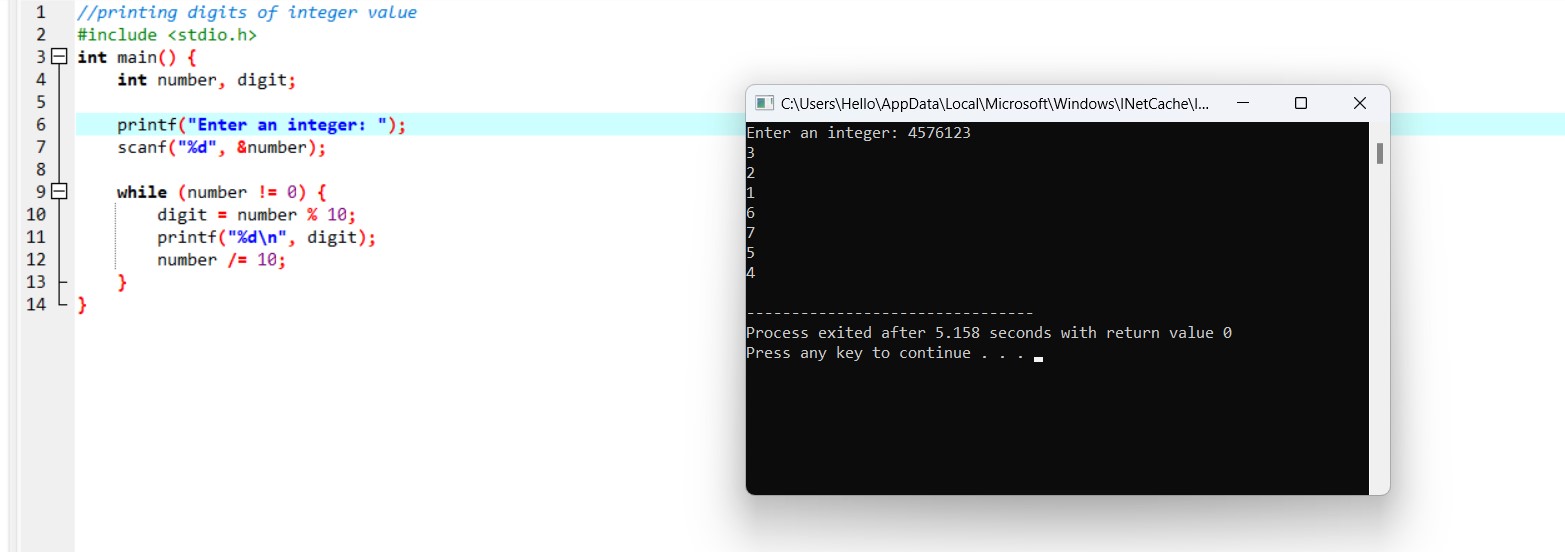 1 //printing digits of integer value
2 #include <stdio.h>
3 int main() {
4     int number, digit;
5
6     printf("Enter an integer: ");
7     scanf("%d", &number);
8
9     while (number != 0) {
10         digit = number % 10;
11         printf("%d\n", digit);
12         number /= 10;
13     }
14 }
C:\Users\Hello\AppData\Local\Microsoft\Windows\INetCache\I...
Enter an integer: 4576123
3
2
1
6
7
5
4
--------------------------------
Process exited after 5.158 seconds with return value 0
Press any key to continue . . .